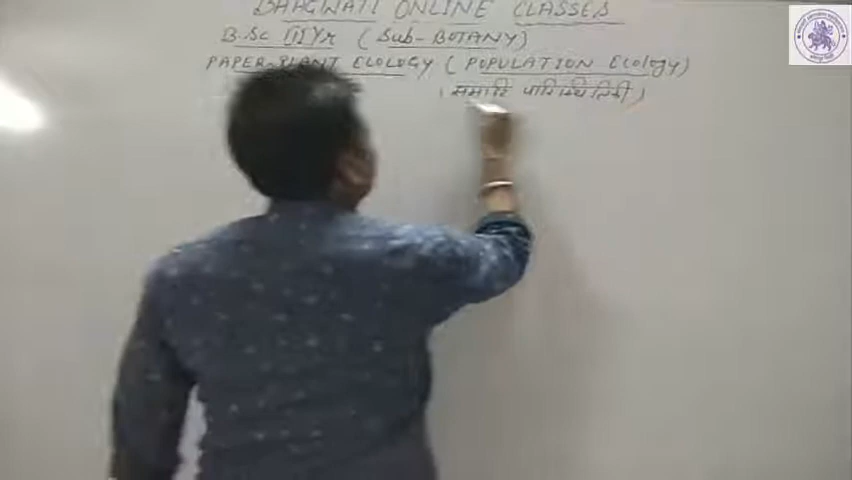 BHAGWATI ONLINE CLASSES
B.Sc IIIYr (Sub-BOTANY)
PAPER-PLANT ECOLOGY (POPULATION Ecology)
(समष्टि पारिस्थितिकी)